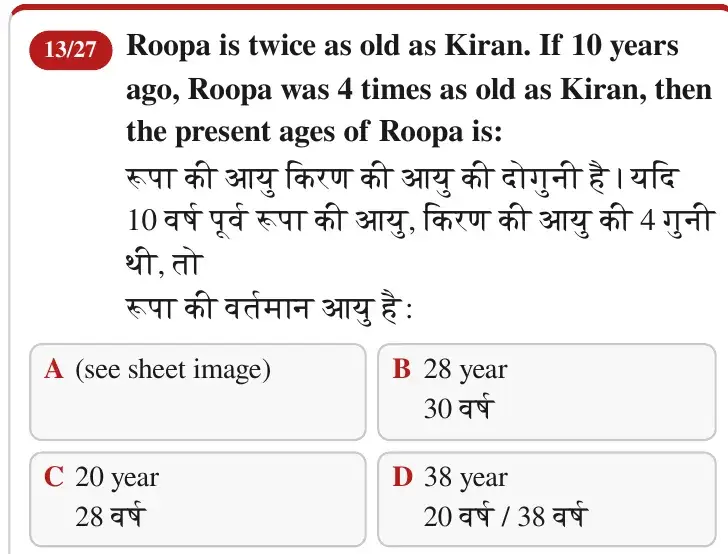 13/27 Roopa is twice as old as Kiran. If 10 years
ago, Roopa was 4 times as old as Kiran, then
the present ages of Roopa is:
रूपा की आयु किरण की आयु की दोगुनी है। यदि
10 वर्ष पूर्व रूपा की आयु, किरण की आयु की 4 गुनी
थी, तो
रूपा की वर्तमान आयु है:
A (see sheet image)
B 28 year
30 वर्ष
C 20 year
28 वर्ष
D 38 year
20 वर्ष / 38 वर्ष